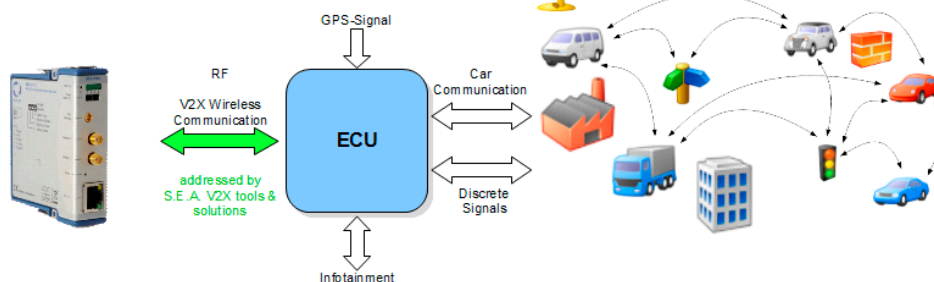 GPS-Signal
RF
V2X Wireless
Communication
addressed by
S.E.A. V2X tools &
solutions
ECU
Car
Communication
Discrete
Signals
Infotainment